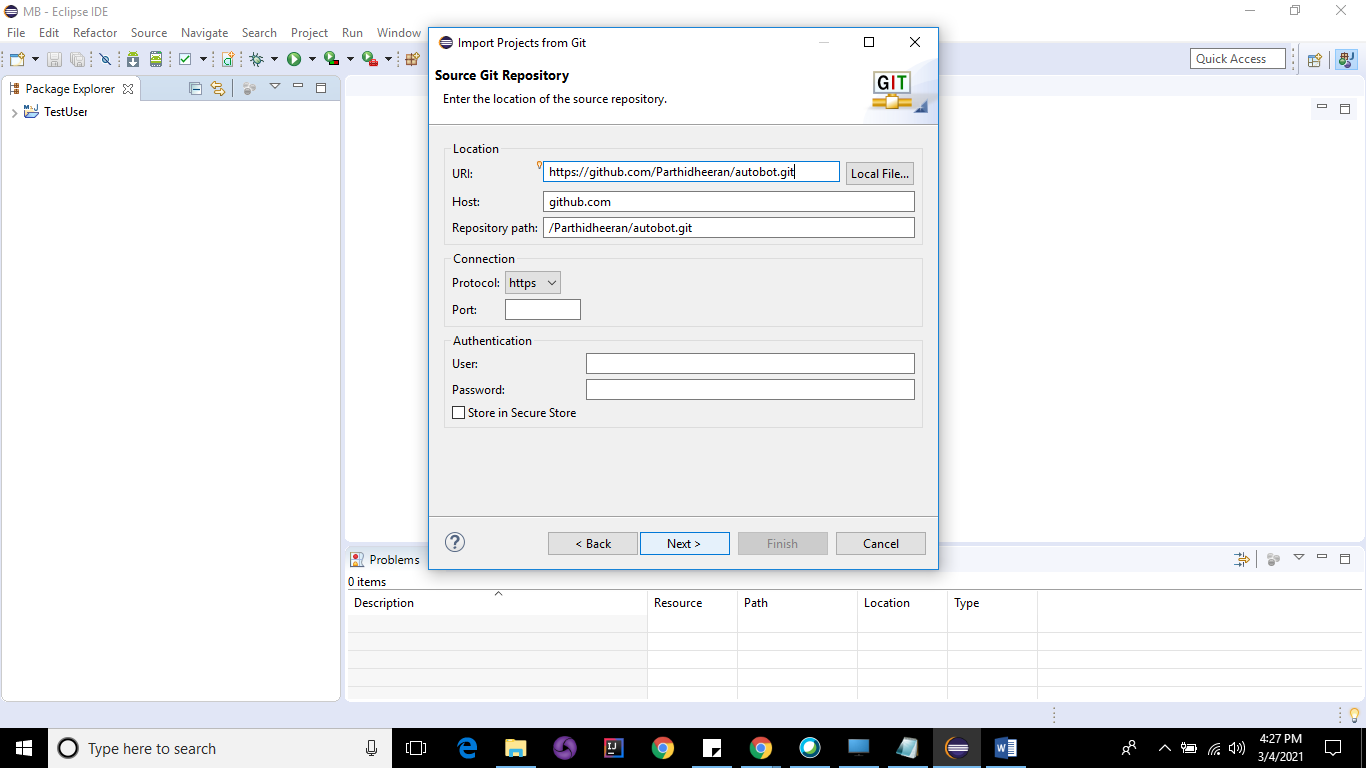 MB - Eclipse IDE
File Edit Refactor Source Navigate Search Project Run Window
Quick Access
Package Explorer
TestUser
Import Projects from Git
Source Git Repository
Enter the location of the source repository.
GIT
Location
URI: https://github.com/Parthidheeran/autobot.git Local File...
Host: github.com
Repository path: /Parthidheeran/autobot.git
Connection
Protocol: https
Port:
Authentication
User:
Password:
Store in Secure Store
? < Back Next > Finish Cancel
Problems
0 items
Description Resource Path Location Type
Type here to search
4:27 PM
3/4/2021